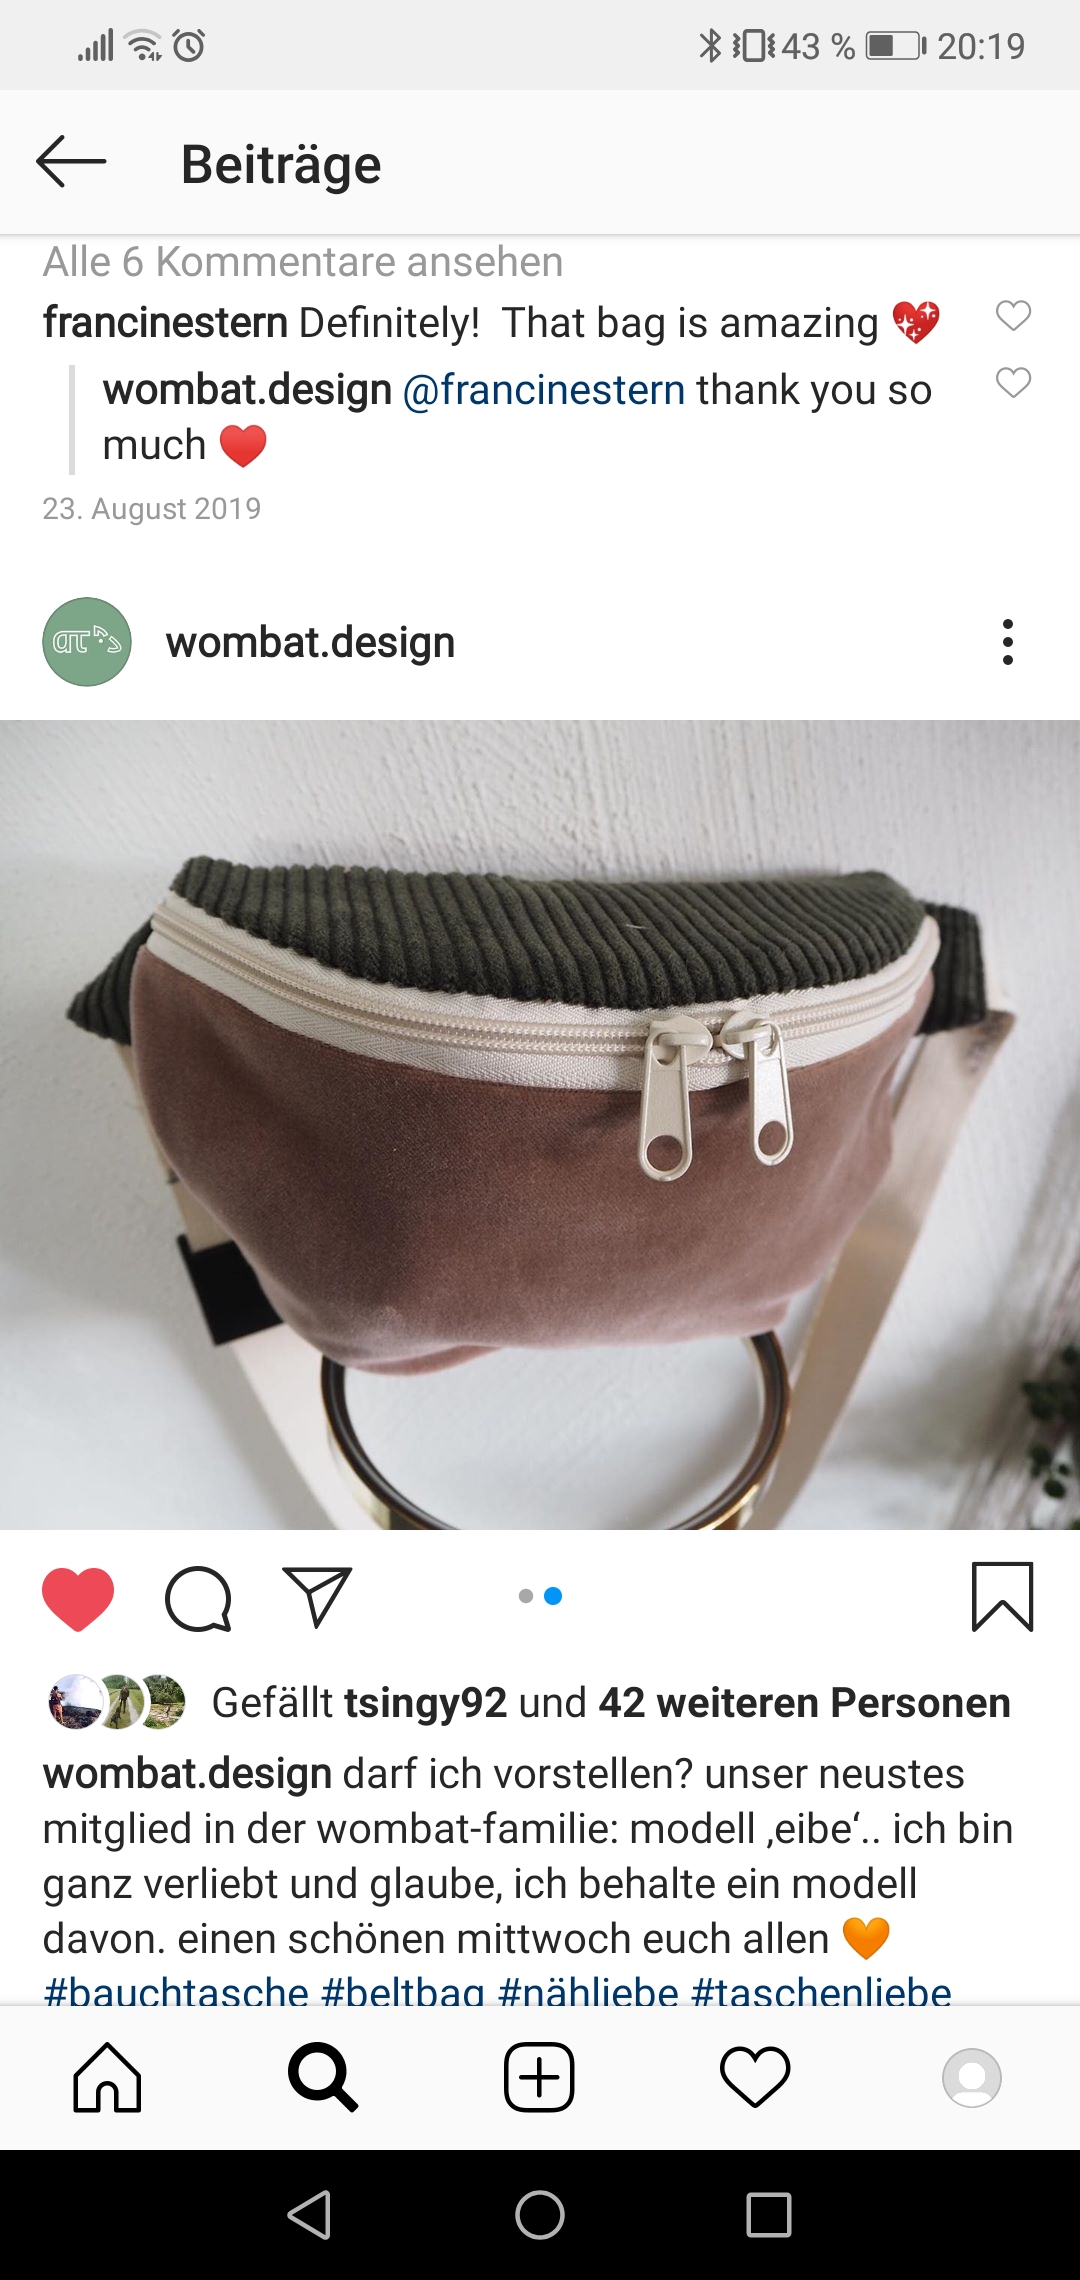 43 % 20:19
Beiträge
Alle 6 Kommentare ansehen
francinestern Definitely!  That bag is amazing 💖
wombat.design @francinestern thank you so
much ❤️
23. August 2019
wombat.design
Gefällt tsingy92 und 42 weiteren Personen
wombat.design darf ich vorstellen? unser neustes
mitglied in der wombat-familie: modell ‚eibe‘.. ich bin
ganz verliebt und glaube, ich behalte ein modell
davon. einen schönen mittwoch euch allen 🧡
#bauchtasche #beltbag #nähliebe #taschenliebe